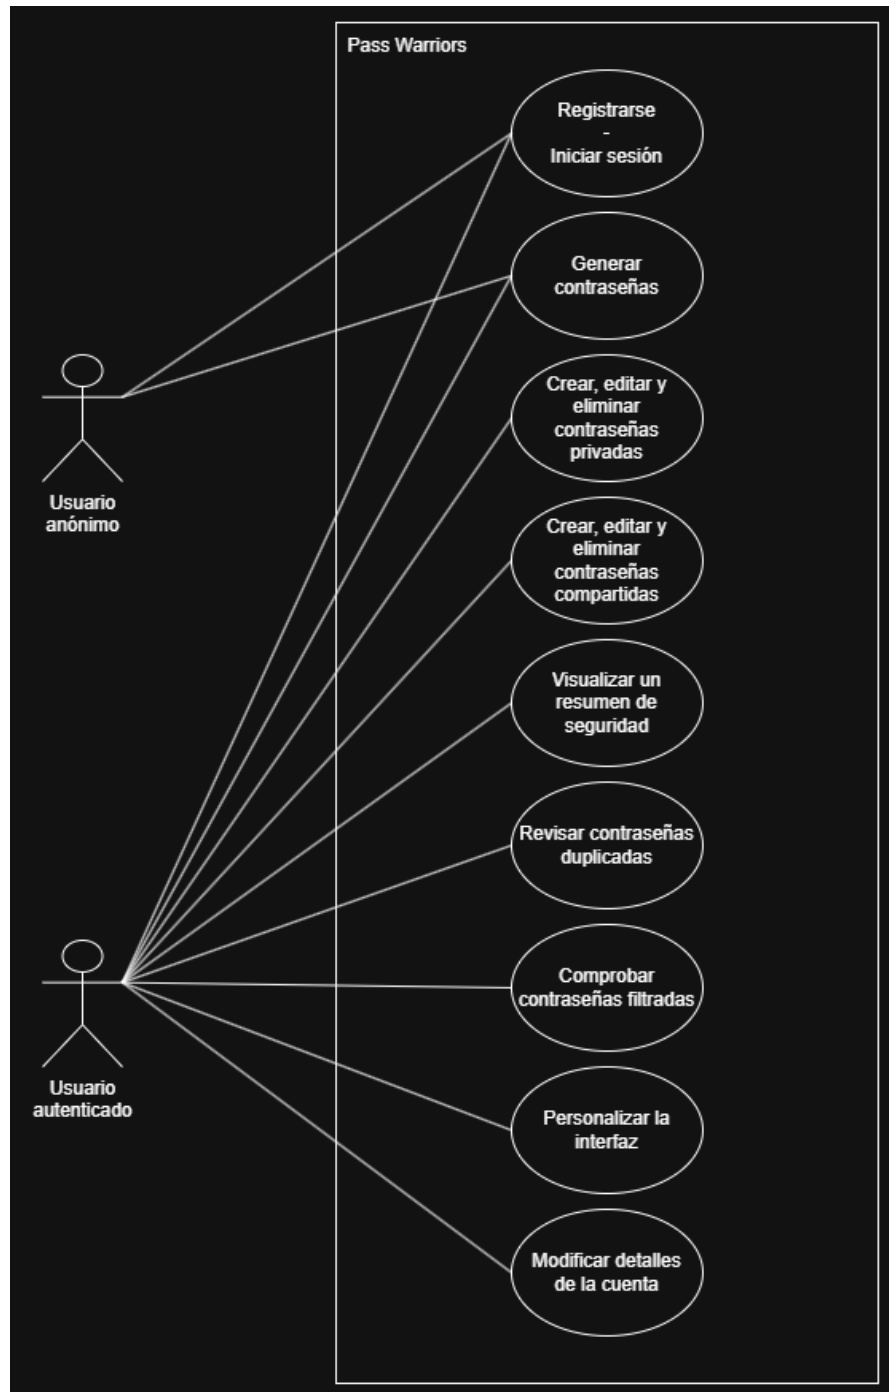 Pass Warriors
Registrarse
-
Iniciar sesión
Generar
contraseñas
Crear, editar y
eliminar
contraseñas
privadas
Usuario
anónimo
Crear, editar y
eliminar
contraseñas
compartidas
Visualizar un
resumen de
seguridad
Revisar contraseñas
duplicadas
Comprobar
contraseñas filtradas
Usuario
autenticado
Personalizar la
interfaz
Modificar detalles
de la cuenta